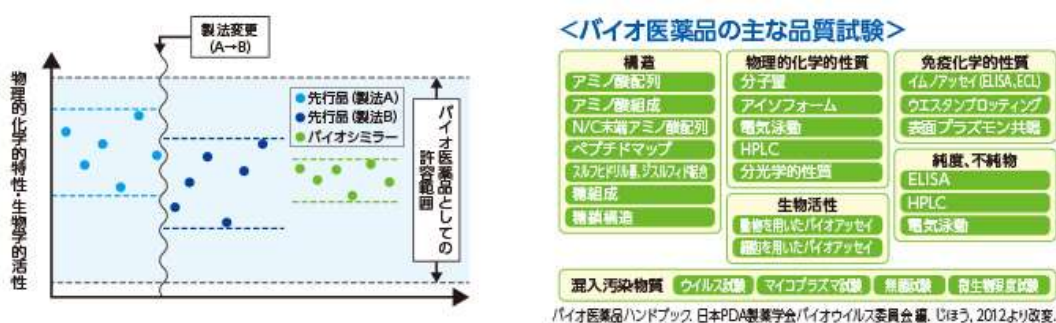 製法変更
(A→B)
物理的化学的特性・生物学的活性
先行品(製法A)
先行品(製法B)
バイオシミラー
バイオ医薬品としての
許容範囲
<バイオ医薬品の主な品質試験>
構造
アミノ酸配列
アミノ酸組成
N/C末端アミノ酸配列
ペプチドマップ
スルフヒドリル基、ジスルフィド結合
糖組成
糖鎖構造
物理的化学的性質
分子量
アイソフォーム
電気泳動
HPLC
分光学的性質
生物活性
動物を用いたバイオアッセイ
細胞を用いたバイオアッセイ
免疫化学的性質
イムノアッセイ(ELISA、ECL)
ウエスタンブロッティング
表面プラズモン共鳴
純度、不純物
ELISA
HPLC
電気泳動
混入汚染物質 ウイルス試験 マイコプラズマ試験 無菌試験 微生物限度試験
バイオ医薬品ハンドブック. 日本PDA製薬学会バイオウイルス委員会編. じほう, 2012より改変.